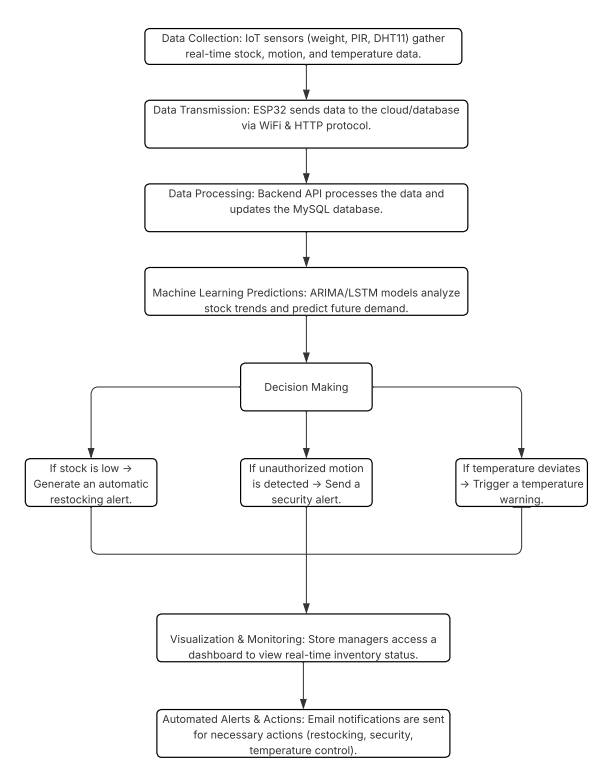 Data Collection: IoT sensors (weight, PIR, DHT11) gather
real-time stock, motion, and temperature data.
Data Transmission: ESP32 sends data to the cloud/database
via WiFi & HTTP protocol.
Data Processing: Backend API processes the data and
updates the MySQL database.
Machine Learning Predictions: ARIMA/LSTM models analyze
stock trends and predict future demand.
Decision Making
If stock is low →
Generate an automatic
restocking alert.
If unauthorized motion
is detected → Send a
security alert.
If temperature deviates
→ Trigger a temperature
warning.
Visualization & Monitoring: Store managers access a
dashboard to view real-time inventory status.
Automated Alerts & Actions: Email notifications are sent
for necessary actions (restocking, security,
temperature control).